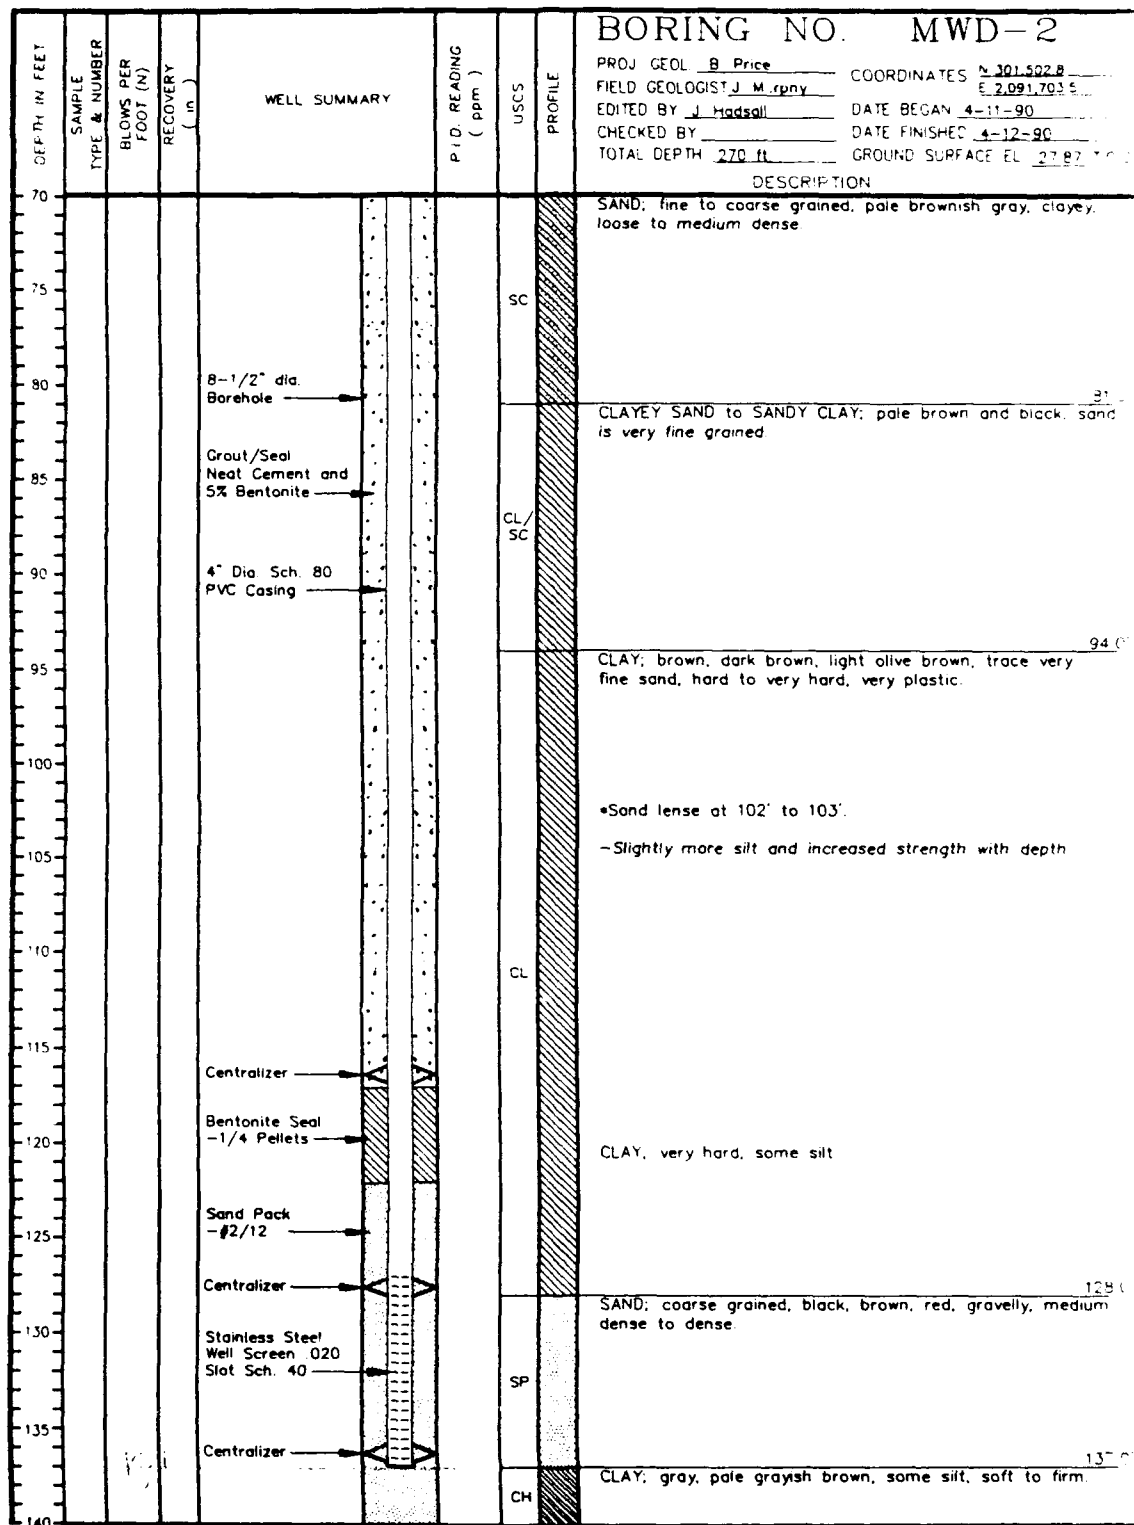 BORING NO. MWD-2
PROJ GEOL B Price
FIELD GEOLOGIST J
EDITED BY J Hadsall
CHECKED BY
TOTAL DEPTH 270 ft
COORDINATES N 301,502.8
E 2,091,703.5
DATE BEGAN 4-11-90
DATE FINISHED 4-12-90
GROUND SURFACE EL 27.87
DESCRIPTION
DEPTH IN FEET
SAMPLE TYPE & NUMBER
BLOWS PER FOOT (N)
RECOVERY (in)
WELL SUMMARY
P.I.D. READING (ppm)
USCS
PROFILE
70
SAND; fine to coarse grained, pale brownish gray, clayey,
loose to medium dense.
75
SC
8-1/2" dia.
Borehole
80
81
CLAYEY SAND to SANDY CLAY; pale brown and black, sand
is very fine grained.
Grout/Seal
Neat Cement and
5% Bentonite
85
CL/
SC
90
4" Dia. Sch. 80
PVC Casing
94.0
CLAY; brown, dark brown, light olive brown, trace very
fine sand, hard to very hard, very plastic.
95
100
•Sand lense at 102' to 103'.
-Slightly more silt and increased strength with depth
105
110
CL
115
Centralizer
Bentonite Seal
-1/4 Pellets
120
CLAY, very hard, some silt
Sand Pack
-#2/12
125
Centralizer
128.0
SAND; coarse grained, black, brown, red, gravelly, medium
dense to dense.
130
Stainless Steel
Well Screen .020
Slot Sch. 40
SP
135
Centralizer
CLAY; gray, pale grayish brown, some silt, soft to firm.
CH
140